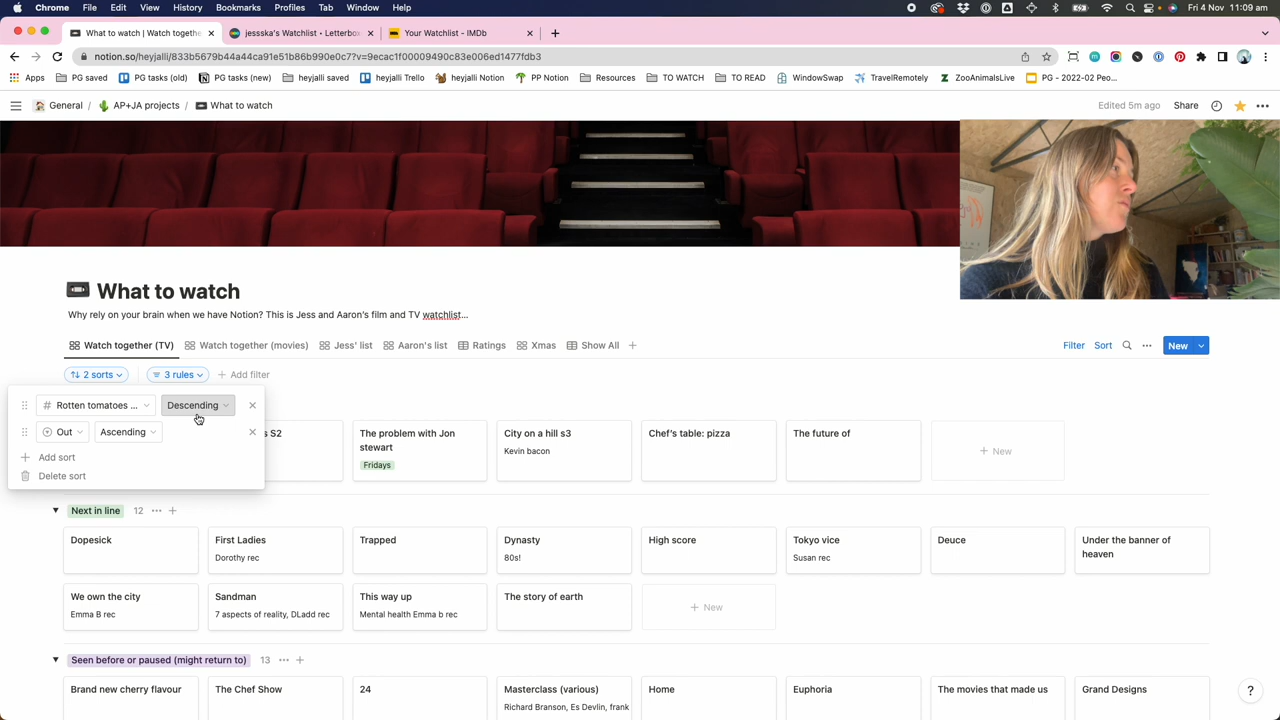 Chrome File Edit View History Bookmarks Profiles Tab Window Help Fri 4 Nov 11:09 am
What to watch | Watch togethe jessska's Watchlist • Letterbox Your Watchlist - IMDb
notion.so/heyjalli/833b5679b44a44ca91e51b86b990e0c7?v=9ecac1f00009490c83e006ed1477fdb3
Apps PG saved PG tasks (old) PG tasks (new) heyjalli saved heyjalli Trello heyjalli Notion PP Notion Resources TO WATCH TO READ WindowSwap TravelRemotely ZooAnimalsLive PG - 2022-02 Peo...
General / AP+JA projects / What to watch Edited 5m ago Share
What to watch
Why rely on your brain when we have Notion? This is Jess and Aaron's film and TV watchlist...
Watch together (TV) Watch together (movies) Jess' list Aaron's list Ratings Xmas Show All Filter Sort New
2 sorts 3 rules Add filter
Rotten tomatoes ... Descending
Out Ascending
Add sort
Delete sort
s S2 The problem with Jon stewart City on a hill s3 Chef's table: pizza The future of + New
Fridays Kevin bacon
Next in line 12
Dopesick First Ladies Trapped Dynasty High score Tokyo vice Deuce Under the banner of heaven
Dorothy rec 80s! Susan rec
We own the city Sandman This way up The story of earth + New
Emma B rec 7 aspects of reality, DLadd rec Mental health Emma b rec
Seen before or paused (might return to) 13
Brand new cherry flavour The Chef Show 24 Masterclass (various) Home Euphoria The movies that made us Grand Designs
Richard Branson, Es Devlin, frank
?